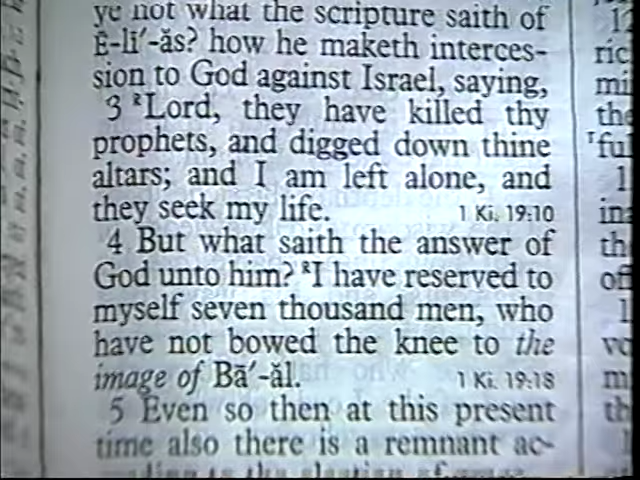 ye not what the scripture saith of
Ē-lī′-ăs? how he maketh interces-
sion to God against Israel, saying,
3 ᴿLord, they have killed thy
prophets, and digged down thine
altars; and I am left alone, and
they seek my life. 1 Ki. 19:10
4 But what saith the answer of
God unto him? ᴿI have reserved to
myself seven thousand men, who
have not bowed the knee to the
image of Bā′-ăl. 1 Ki. 19:18
5 Even so then at this present
time also there is a remnant ac-